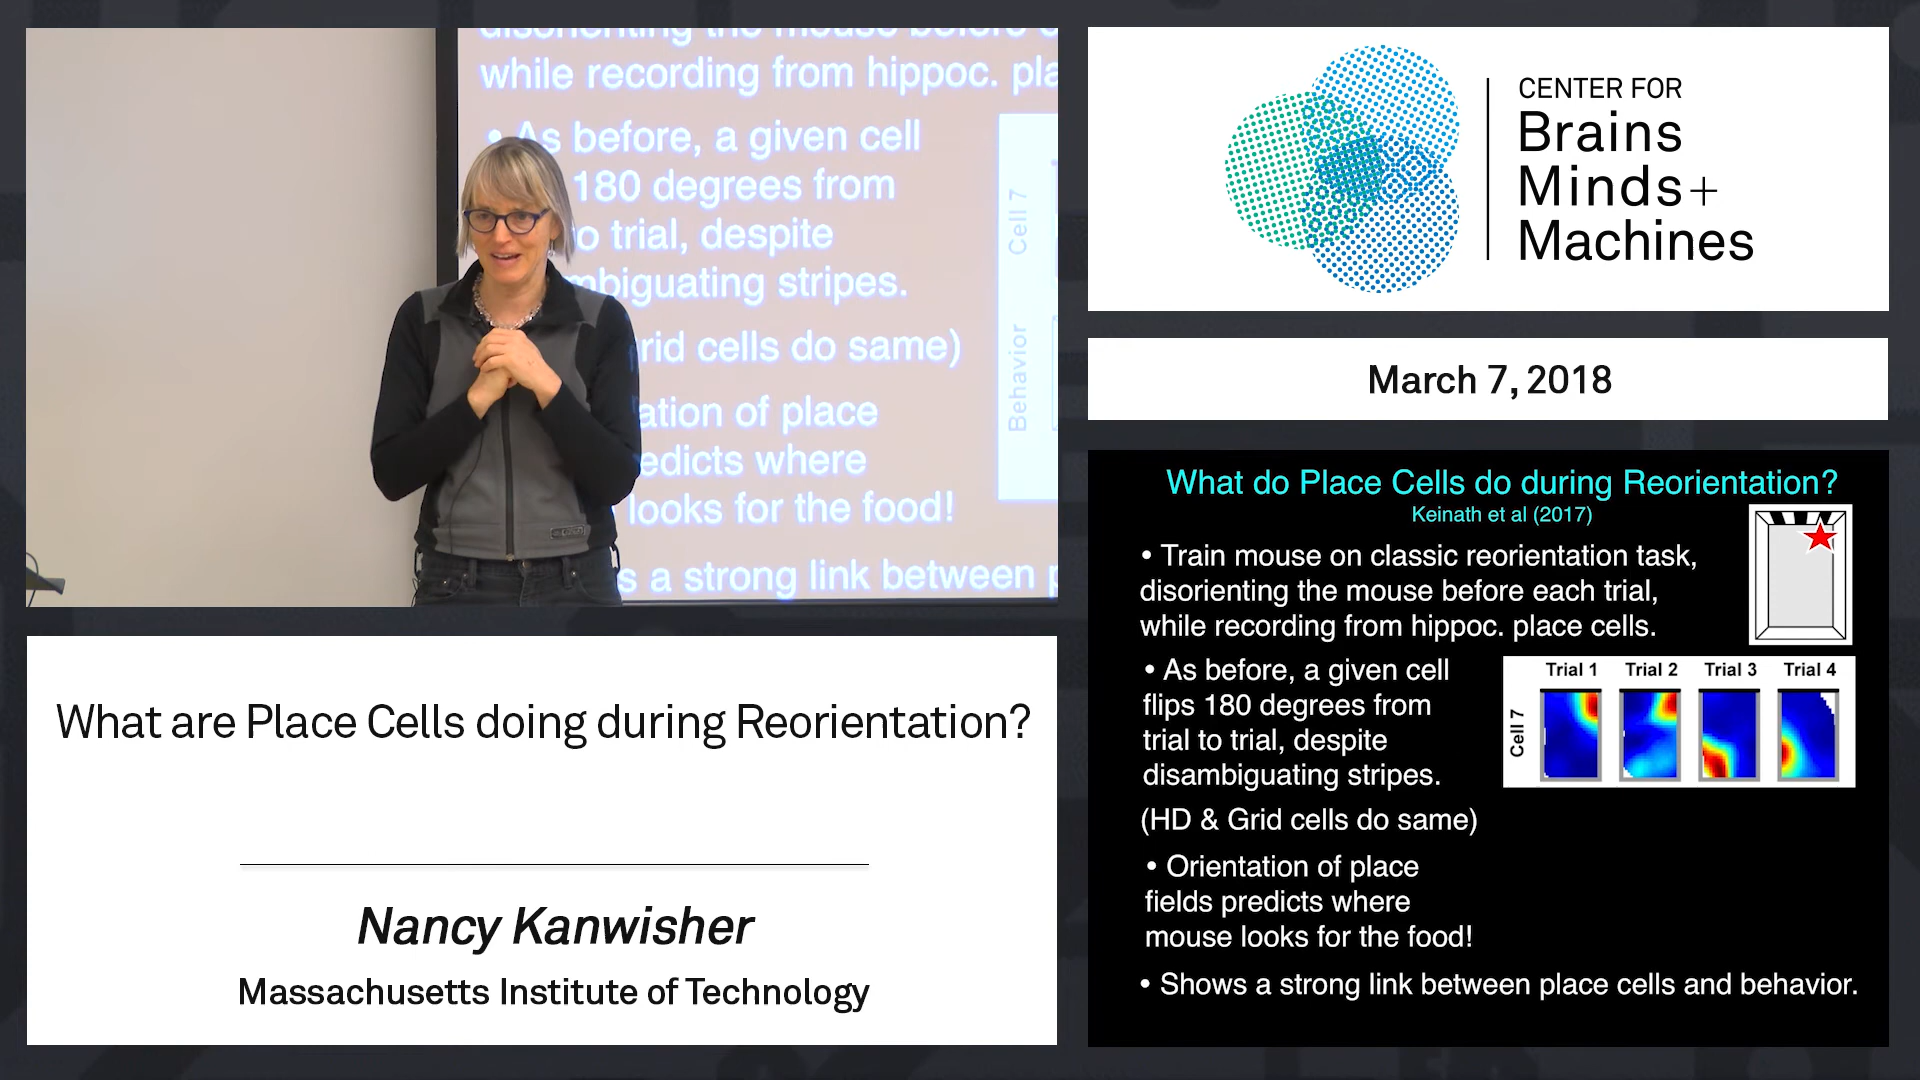 disorienting the mouse before
while recording from hippoc.
• As before, a given cell
180 degrees from
to trial, despite
disambiguating stripes.
Grid cells do same)
Orientation of place
predicts where
looks for the food!
s a strong link between
Cell 7
Behavior
CENTER FOR
Brains
Minds+
Machines
March 7, 2018
What are Place Cells doing during Reorientation?
Nancy Kanwisher
Massachusetts Institute of Technology
What do Place Cells do during Reorientation?
Keinath et al (2017)
• Train mouse on classic reorientation task,
disorienting the mouse before each trial,
while recording from hippoc. place cells.
• As before, a given cell
flips 180 degrees from
trial to trial, despite
disambiguating stripes.
(HD & Grid cells do same)
• Orientation of place
fields predicts where
mouse looks for the food!
• Shows a strong link between place cells and behavior.
Trial 1 Trial 2 Trial 3 Trial 4
Cell 7